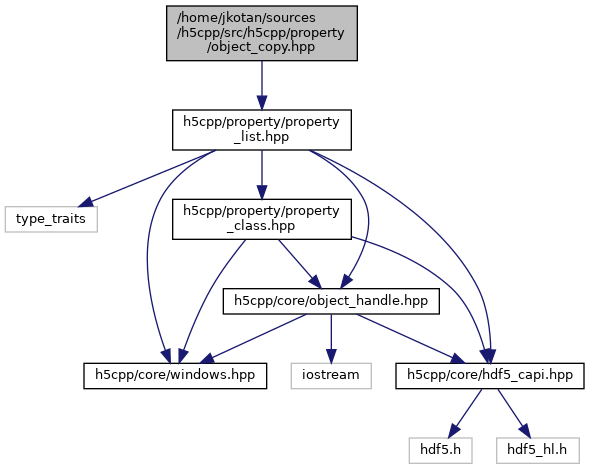 /home/jkotan/sources
/h5cpp/src/h5cpp/property
/object_copy.hpp
h5cpp/property/property
_list.hpp
type_traits
h5cpp/property/property
_class.hpp
h5cpp/core/object_handle.hpp
h5cpp/core/windows.hpp
iostream
h5cpp/core/hdf5_capi.hpp
hdf5.h
hdf5_hl.h